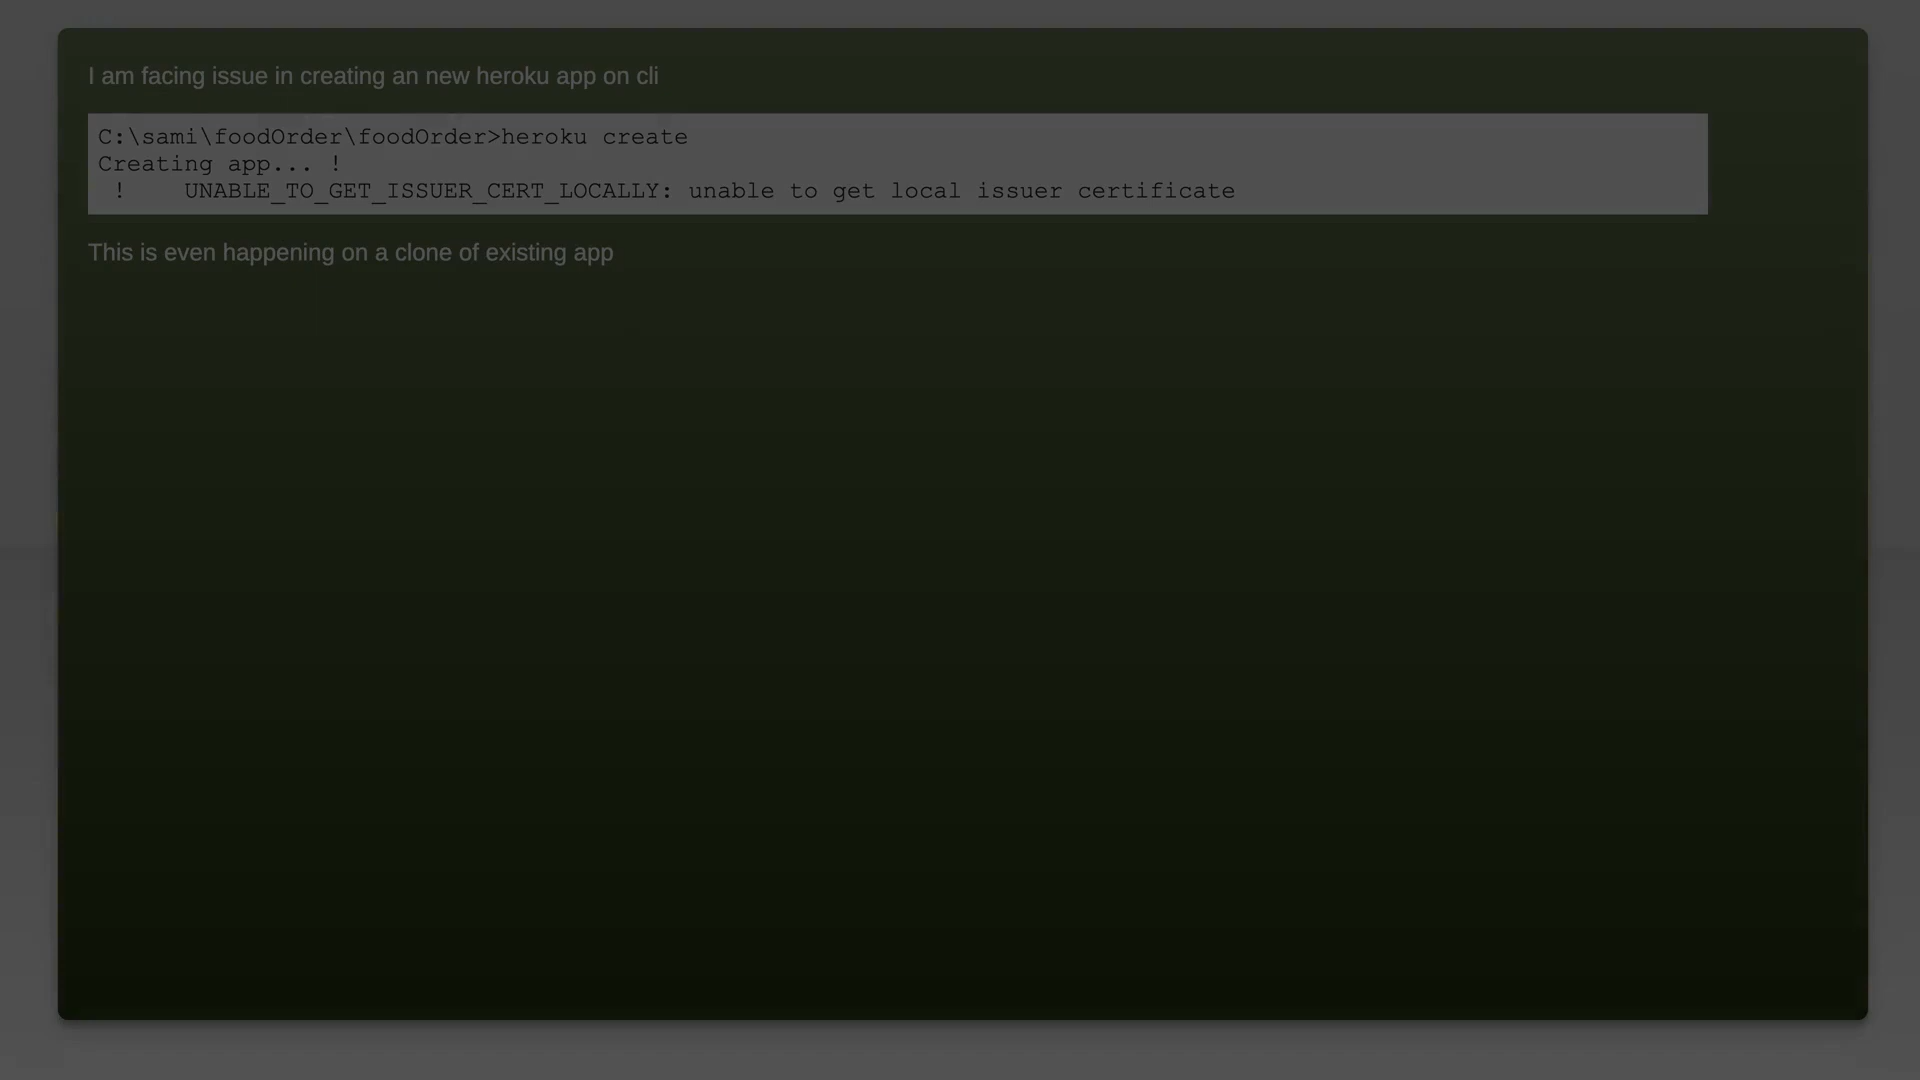 I am facing issue in creating an new heroku app on cli
C:\sami\foodOrder\foodOrder>heroku create
Creating app... !
 !    UNABLE_TO_GET_ISSUER_CERT_LOCALLY: unable to get local issuer certificate
This is even happening on a clone of existing app